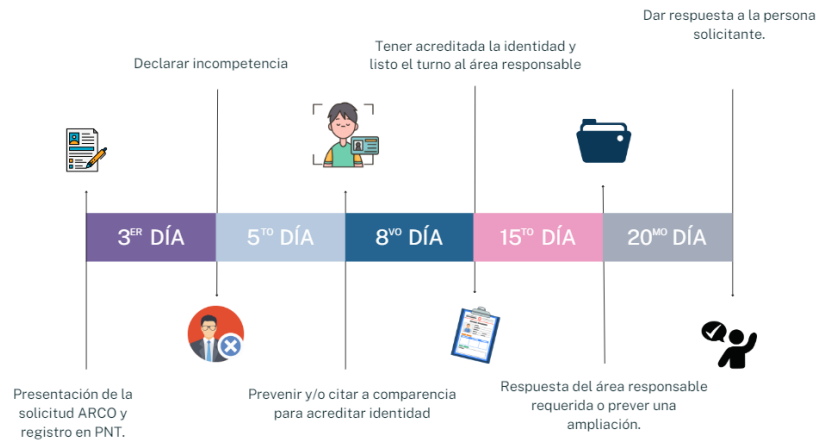 Dar respuesta a la persona
solicitante.
Tener acreditada la identidad y
listo el turno al área responsable
Declarar incompetencia
3ER DÍA
5TO DÍA
8VO DÍA
15TO DÍA
20MO DÍA
Presentación de la
solicitud ARCO y
registro en PNT.
Prevenir y/o citar a comparencia
para acreditar identidad
Respuesta del área responsable
requerida o prever una
ampliación.